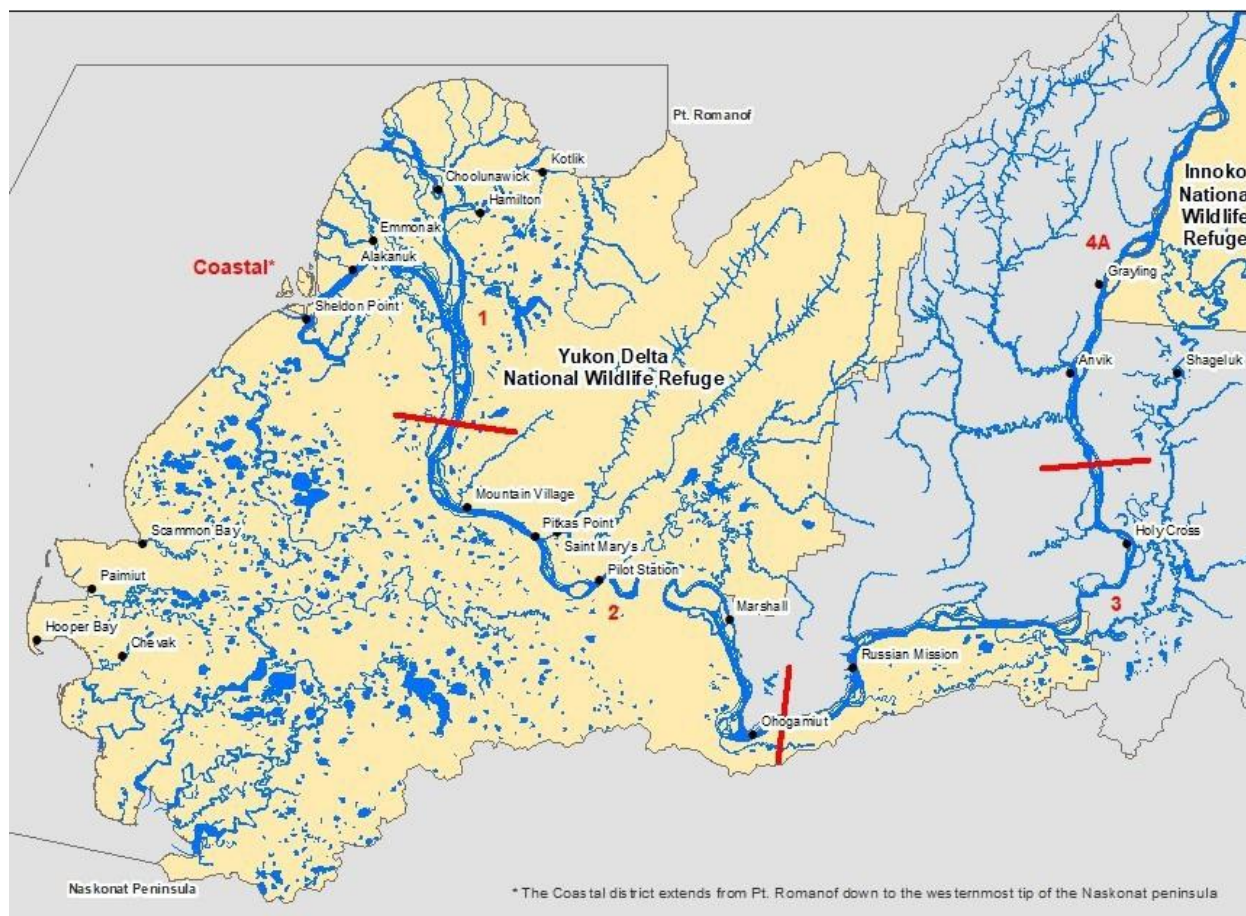 Pt. Romanof
Kotlik
Choolunawick
Hamilton
Innoko
National
Wildlife
Refuge
Emmonak
4A
Alakanuk
Coastal*
Grayling
Sheldon Point
1
Yukon Delta
National Wildlife Refuge
Anvik
Shageluk
Mountain Village
Pitkas Point
Scammon Bay
Saint Mary's
Holy Cross
Pilot Station
Paimiut
2
Marshall
3
Hooper Bay
Chevak
Russian Mission
Ohogamiut
Naskonat Peninsula
* The Coastal district extends from Pt. Romanof down to the westernmost tip of the Naskonat peninsula